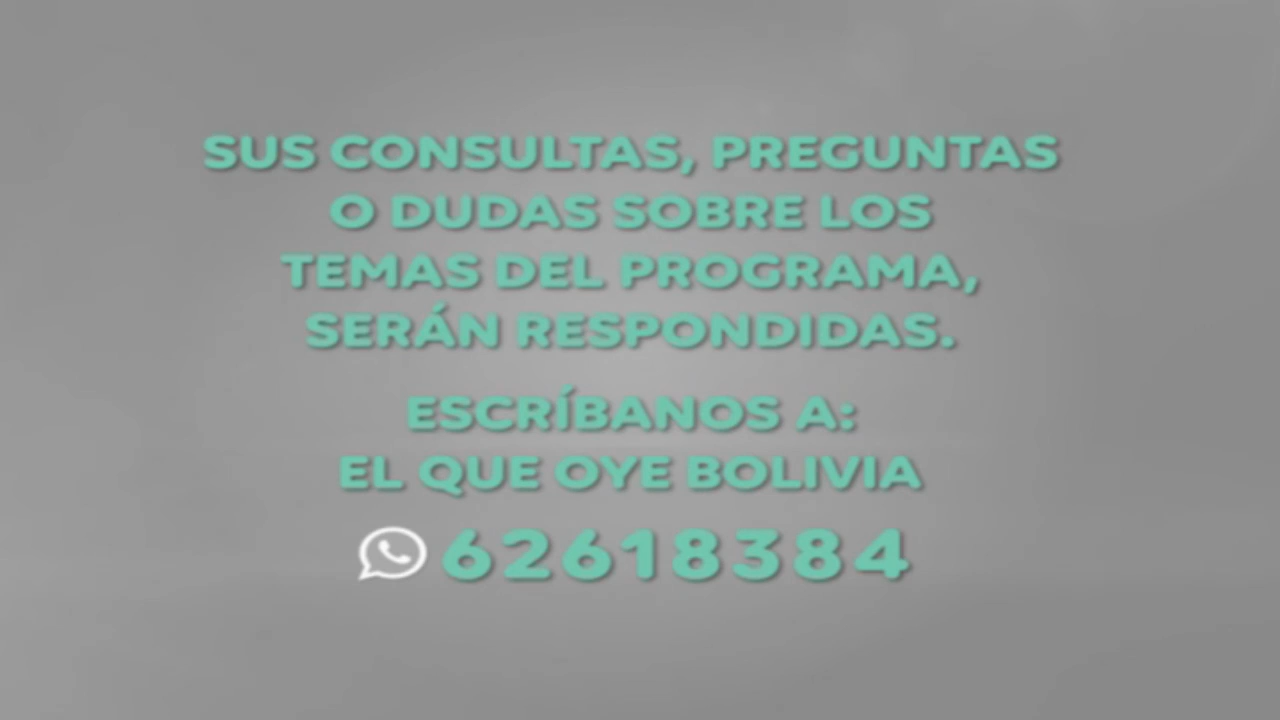 SUS CONSULTAS, PREGUNTAS
O DUDAS SOBRE LOS
TEMAS DEL PROGRAMA,
SERÁN RESPONDIDAS.
ESCRÍBANOS A:
EL QUE OYE BOLIVIA
62618384